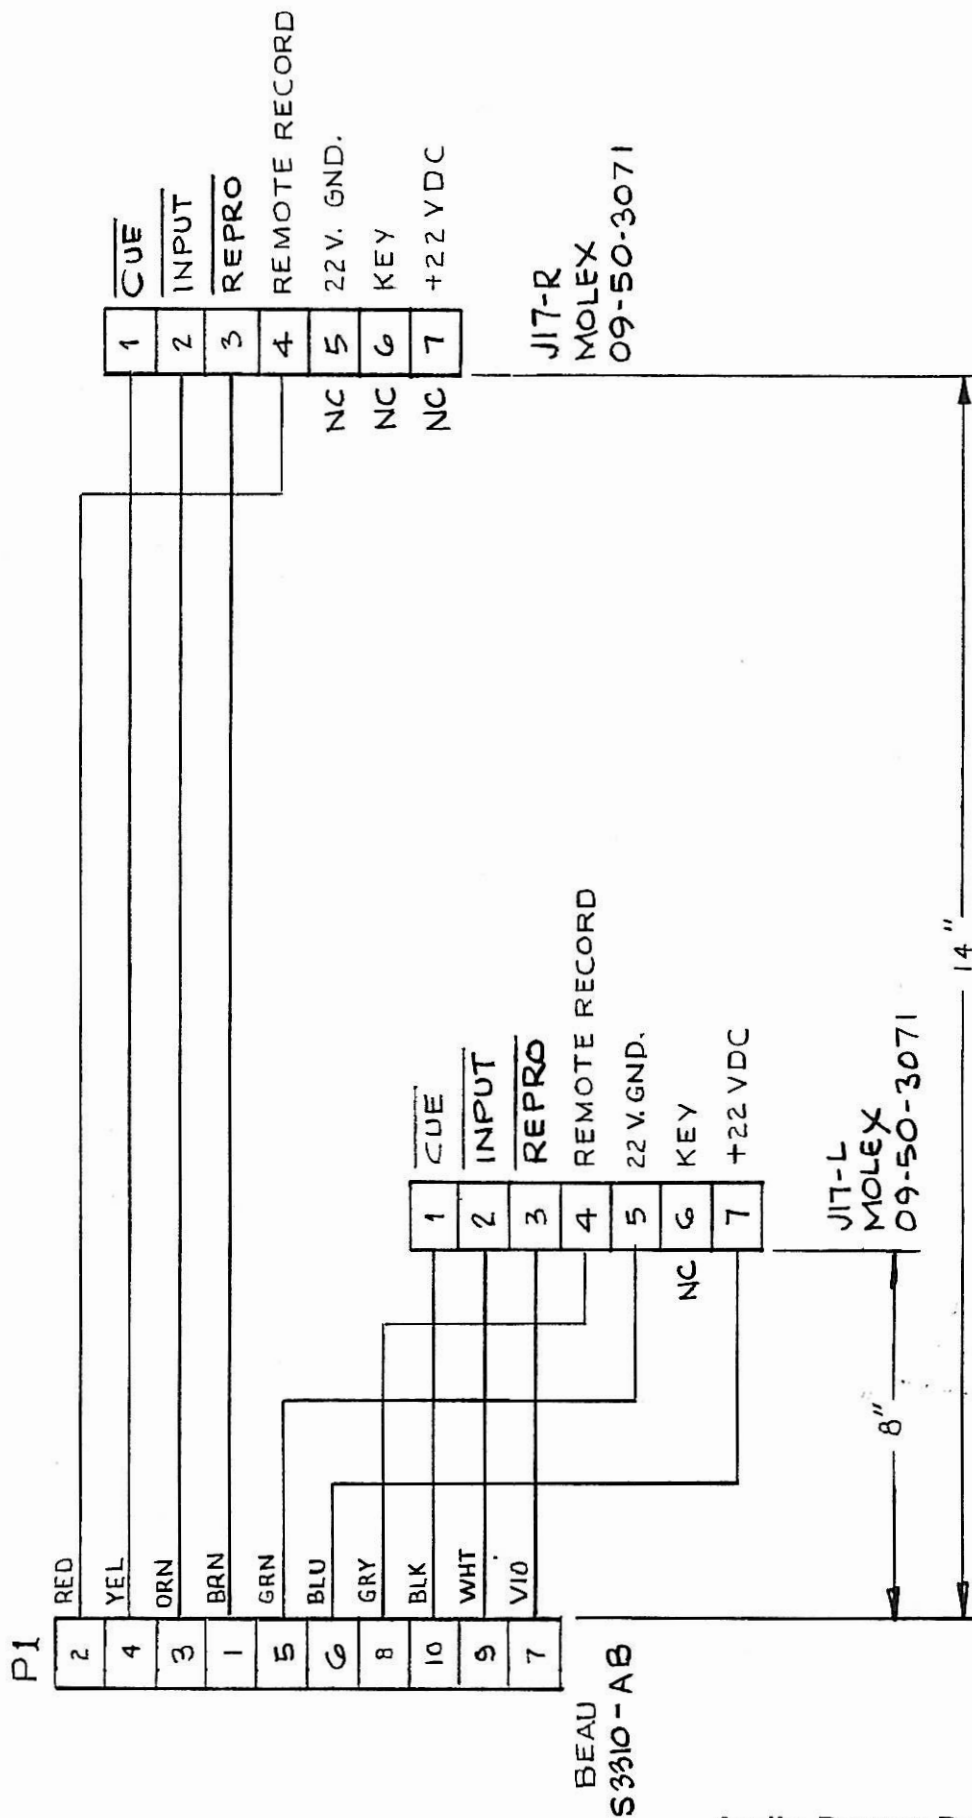 P1
2 RED
4 YEL
3 ORN
1 BRN
5 GRN
6 BLU
8 GRY
10 BLK
9 WHT
7 VIO
BEAU
S3310-AB
1 CUE
2 INPUT
3 REPRO
4 REMOTE RECORD
5 22 V. GND.
NC 6 KEY
7 +22 VDC
J17-L
MOLEX
09-50-3071
8"
1 CUE
2 INPUT
3 REPRO
4 REMOTE RECORD
NC 5 22 V. GND.
NC 6 KEY
NC 7 +22 VDC
J17-R
MOLEX
09-50-3071
14"